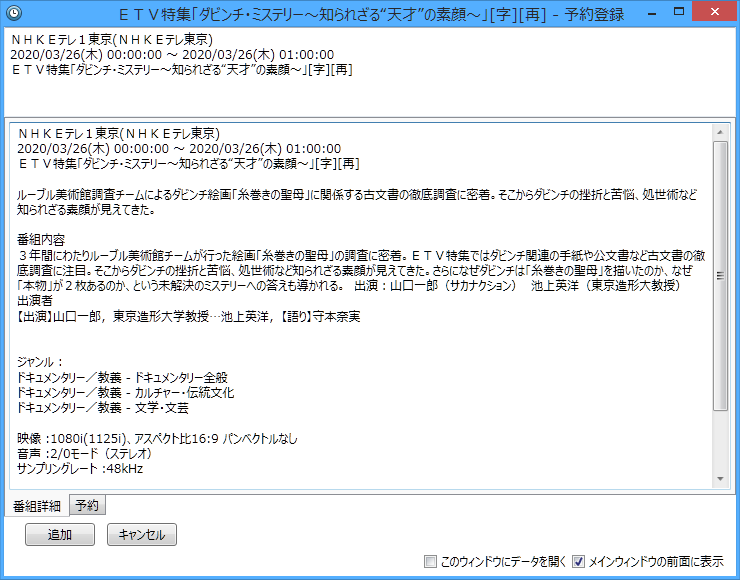 ＥＴＶ特集「ダビンチ・ミステリー～知られざる“天才”の素顔～」[字][再] - 予約登録
ＮＨＫＥテレ１東京(ＮＨＫＥテレ東京)
2020/03/26(木) 00:00:00 ～ 2020/03/26(木) 01:00:00
ＥＴＶ特集「ダビンチ・ミステリー～知られざる“天才”の素顔～」[字][再]
ＮＨＫＥテレ１東京(ＮＨＫＥテレ東京)
2020/03/26(木) 00:00:00 ～ 2020/03/26(木) 01:00:00
ＥＴＶ特集「ダビンチ・ミステリー～知られざる“天才”の素顔～」[字][再]
ルーブル美術館調査チームによるダビンチ絵画「糸巻きの聖母」に関係する古文書の徹底調査に密着。そこからダビンチの挫折と苦悩、処世術など
知られざる素顔が見えてきた。
番組内容
３年間にわたりルーブル美術館チームが行った絵画「糸巻きの聖母」の調査に密着。ＥＴＶ特集ではダビンチ関連の手紙や公文書など古文書の徹
底調査に注目。そこからダビンチの挫折と苦悩、処世術など知られざる素顔が見えてきた。さらになぜダビンチは「糸巻きの聖母」を描いたのか、なぜ
「本物」が２枚あるのか、という未解決のミステリーへの答えも導かれる。 出演：山口一郎（サカナクション） 池上英洋（東京造形大教授）
出演者
【出演】山口一郎，東京造形大学教授…池上英洋，【語り】守本奈実
ジャンル：
ドキュメンタリー／教養 - ドキュメンタリー全般
ドキュメンタリー／教養 - カルチャー・伝統文化
ドキュメンタリー／教養 - 文学・文芸
映像 :1080i(1125i)、アスペクト比16:9 パンベクトルなし
音声 :2/0モード（ステレオ）
サンプリングレート :48kHz
番組詳細 予約
追加 キャンセル
このウィンドウにデータを開く メインウィンドウの前面に表示